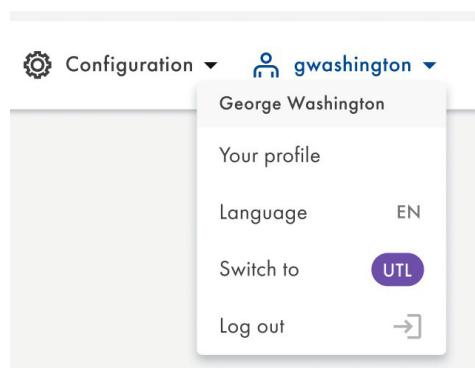 Configuration gwashington
George Washington
Your profile
Language EN
Switch to UTL
Log out